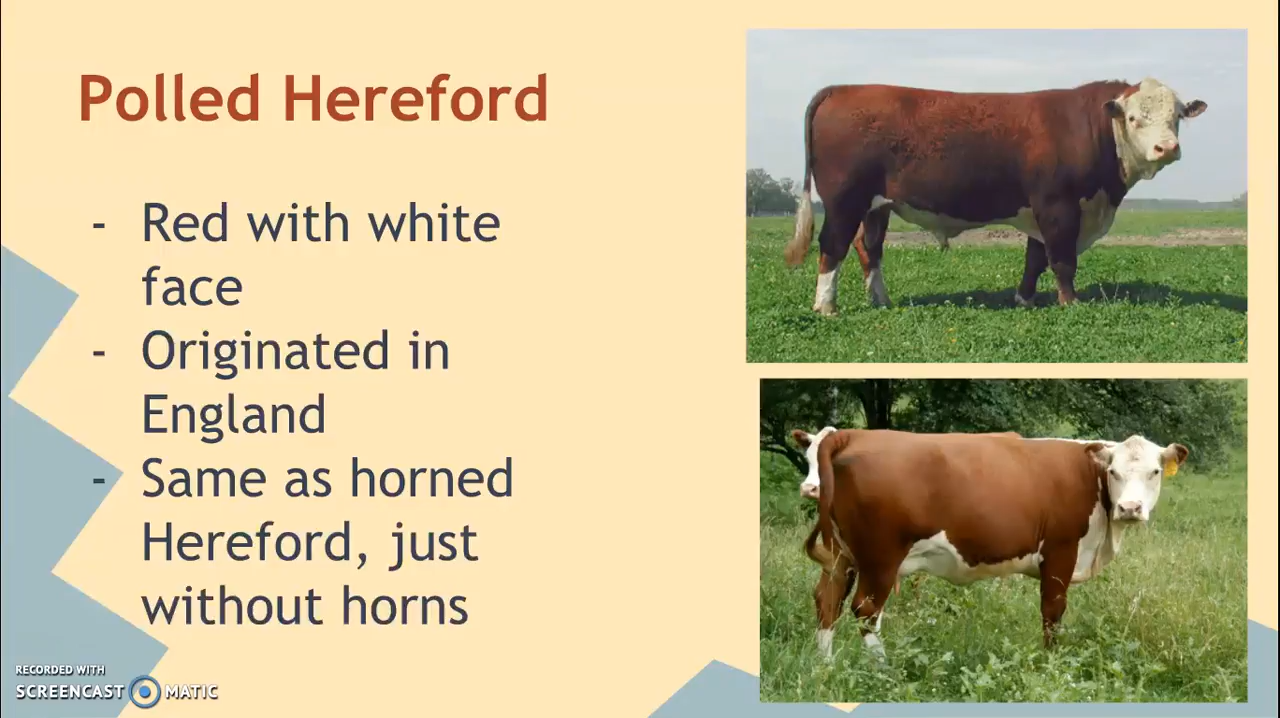 Polled Hereford
- Red with white
face
- Originated in
England
- Same as horned
Hereford, just
without horns
RECORDED WITH
SCREENCAST MATIC